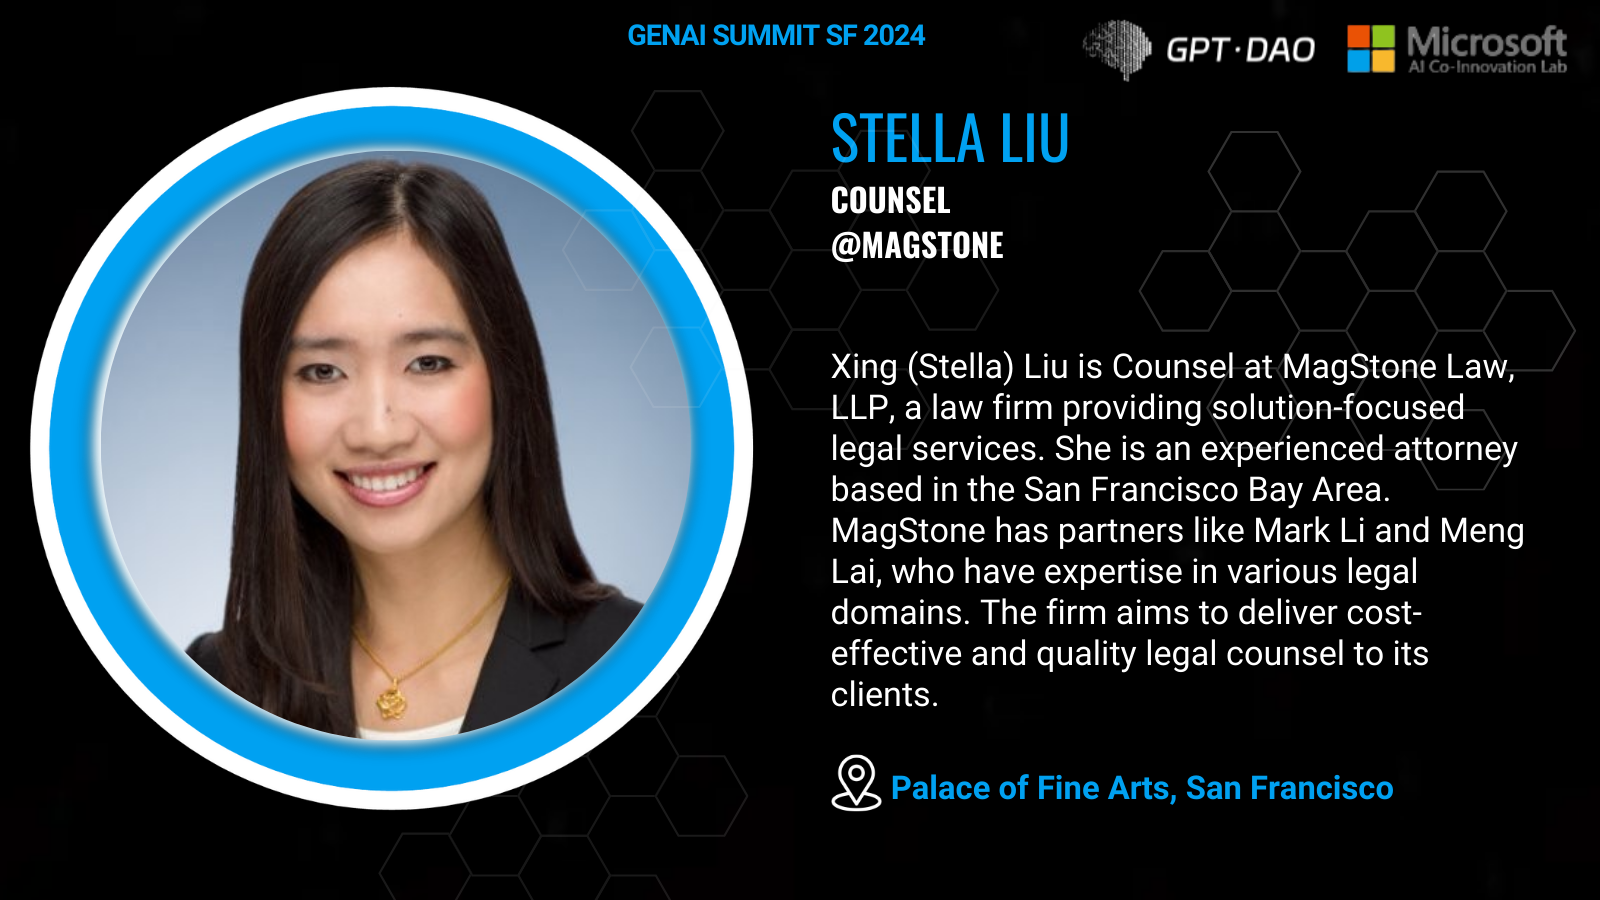 GENAI SUMMIT SF 2024
GPT·DAO
Microsoft
AI Co-Innovation Lab
STELLA LIU
COUNSEL
@MAGSTONE
Xing (Stella) Liu is Counsel at MagStone Law,
LLP, a law firm providing solution-focused
legal services. She is an experienced attorney
based in the San Francisco Bay Area.
MagStone has partners like Mark Li and Meng
Lai, who have expertise in various legal
domains. The firm aims to deliver cost-
effective and quality legal counsel to its
clients.
Palace of Fine Arts, San Francisco